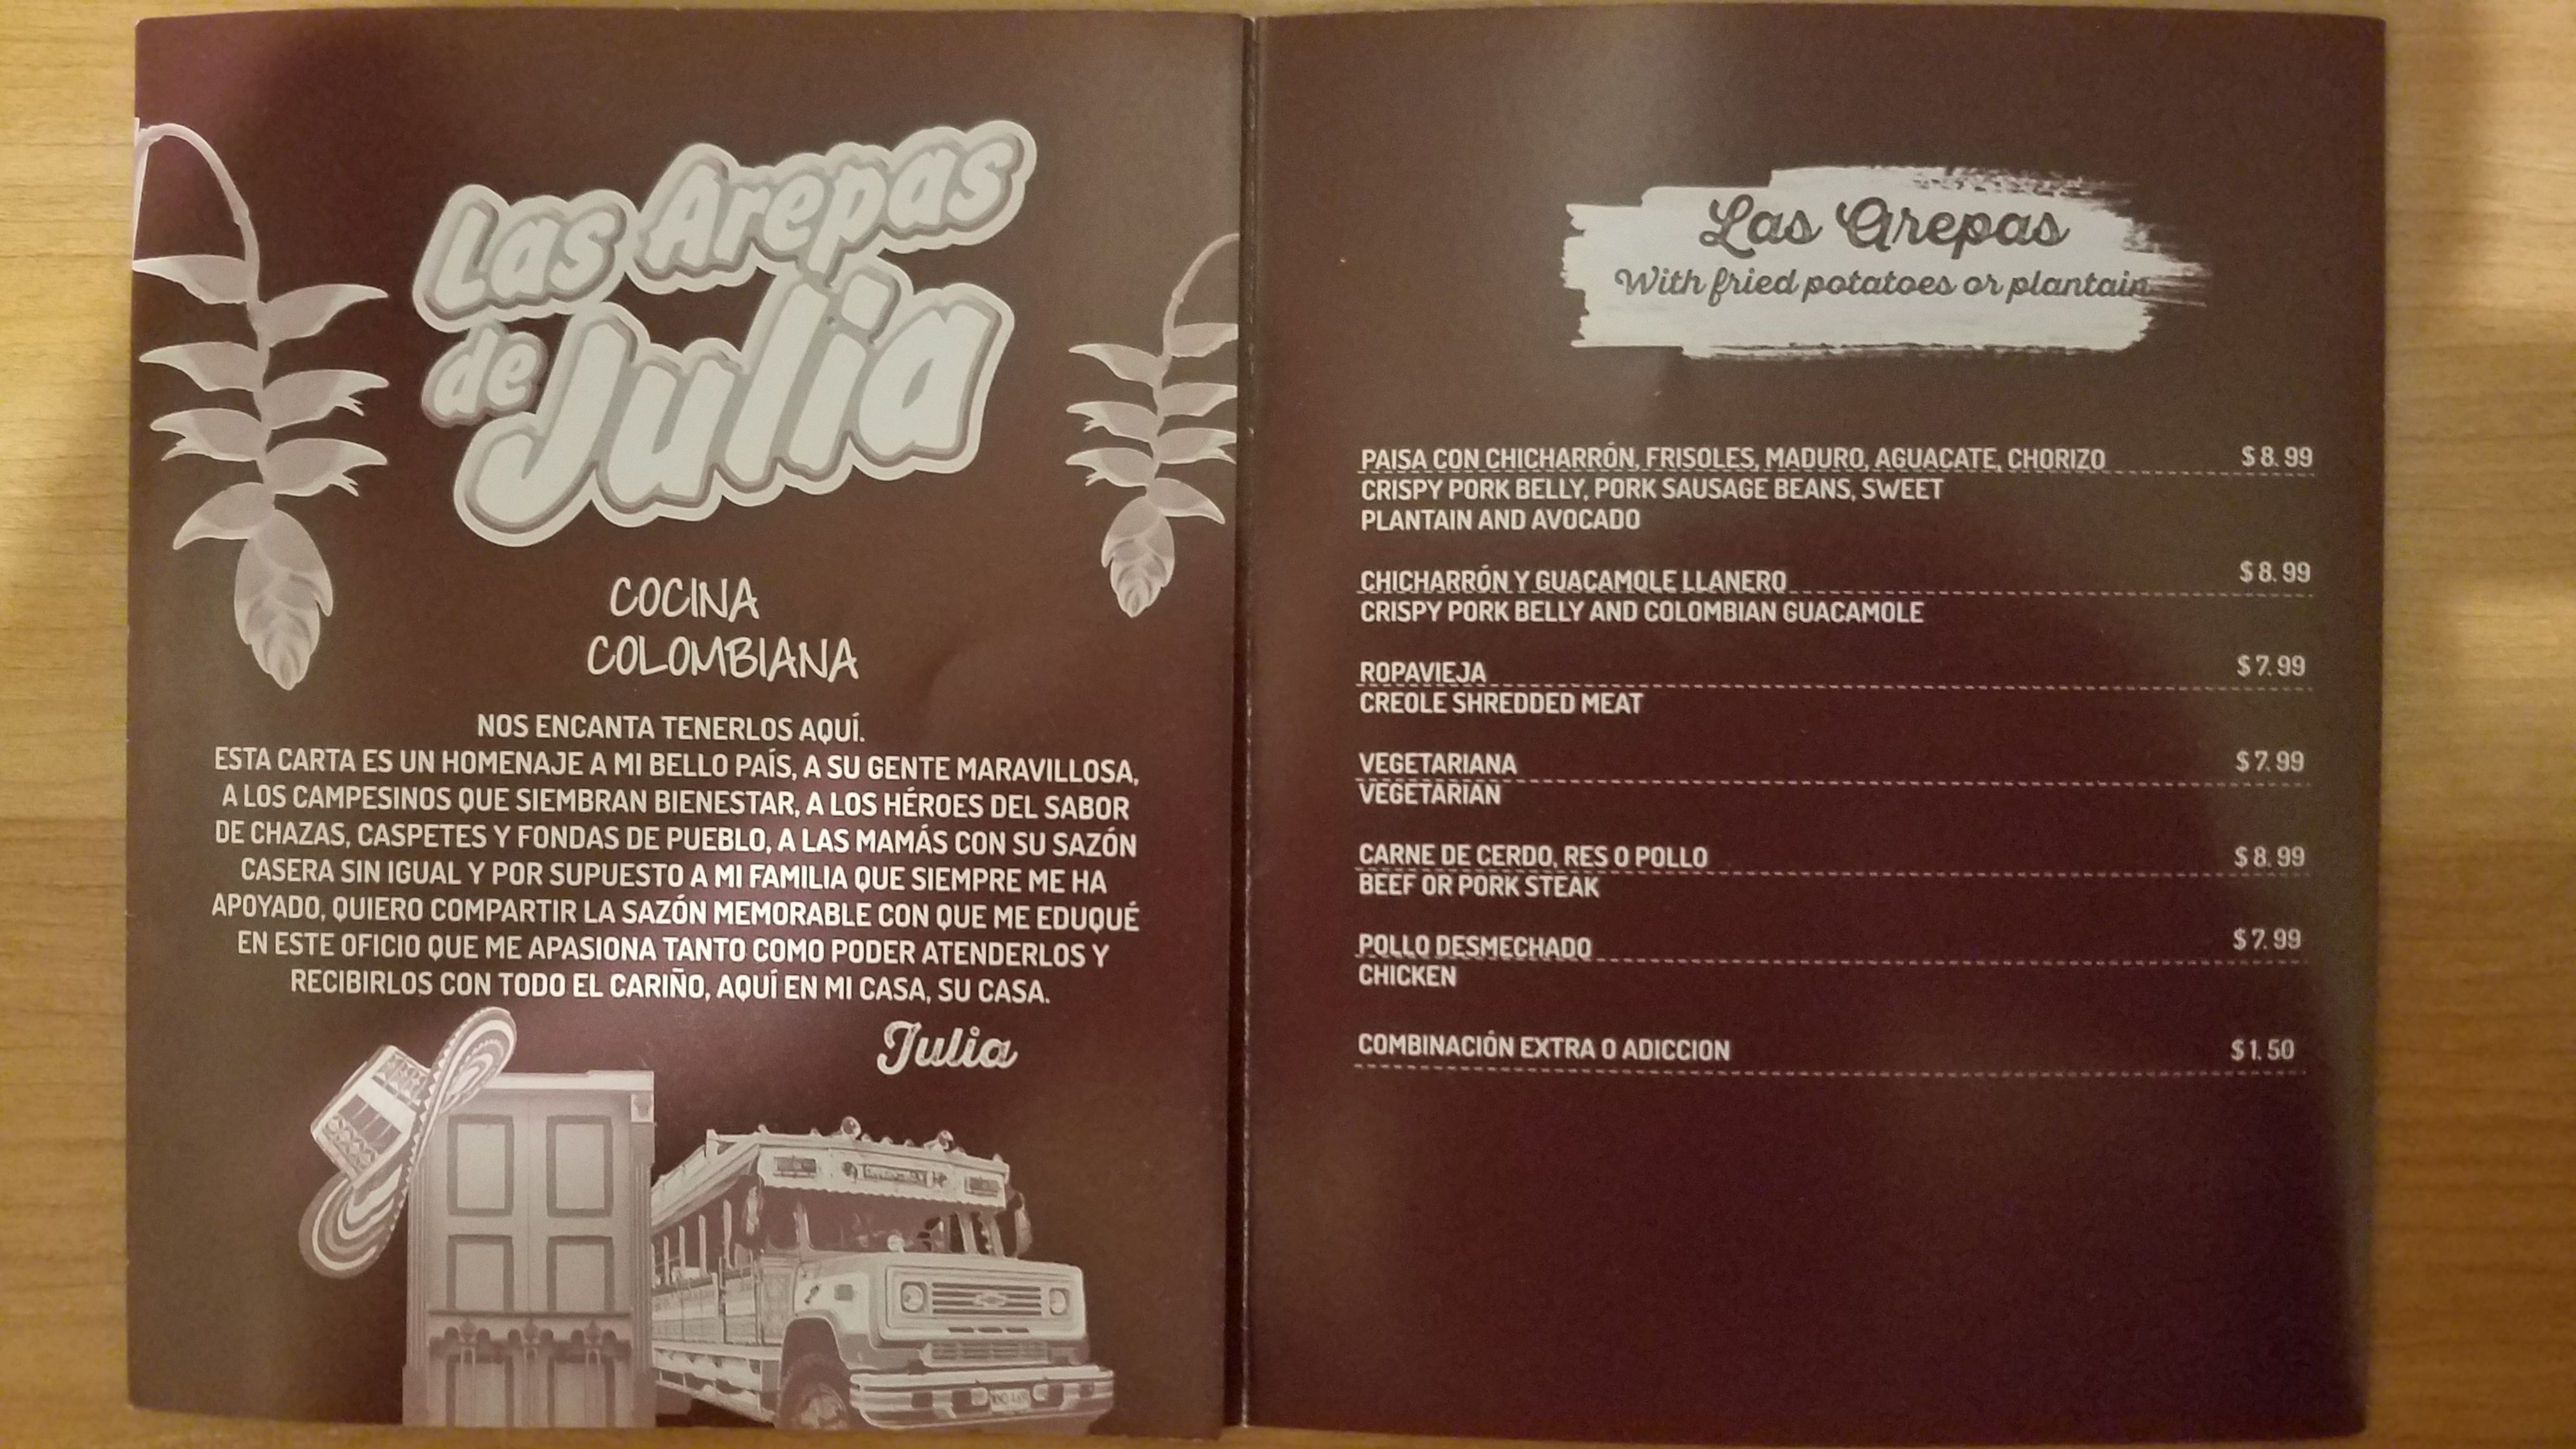 Las Arepas
de Julia
COCINA
COLOMBIANA
NOS ENCANTA TENERLOS AQUÍ.
ESTA CARTA ES UN HOMENAJE A MI BELLO PAÍS, A SU GENTE MARAVILLOSA,
A LOS CAMPESINOS QUE SIEMBRAN BIENESTAR, A LOS HÉROES DEL SABOR
DE CHAZAS, CASPETES Y FONDAS DE PUEBLO, A LAS MAMÁS CON SU SAZÓN
CASERA SIN IGUAL Y POR SUPUESTO A MI FAMILIA QUE SIEMPRE ME HA
APOYADO, QUIERO COMPARTIR LA SAZÓN MEMORABLE CON QUE ME EDUQUÉ
EN ESTE OFICIO QUE ME APASIONA TANTO COMO PODER ATENDERLOS Y
RECIBIRLOS CON TODO EL CARIÑO, AQUÍ EN MI CASA, SU CASA.
Julia
Las Arepas
With fried potatoes or plantain
PAISA CON CHICHARRÓN, FRISOLES, MADURO, AGUACATE, CHORIZO $8.99
CRISPY PORK BELLY, PORK SAUSAGE BEANS, SWEET
PLANTAIN AND AVOCADO
CHICHARRÓN Y GUACAMOLE LLANERO $8.99
CRISPY PORK BELLY AND COLOMBIAN GUACAMOLE
ROPAVIEJA $7.99
CREOLE SHREDDED MEAT
VEGETARIANA $7.99
VEGETARIAN
CARNE DE CERDO, RES O POLLO $8.99
BEEF OR PORK STEAK
POLLO DESMECHADO $7.99
CHICKEN
COMBINACIÓN EXTRA O ADICCION $1.50